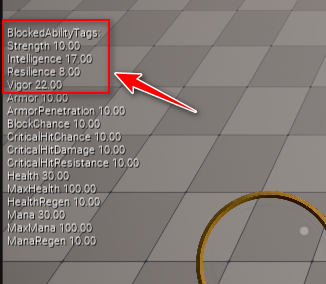 BlockedAbilityTags:
Strength 10.00
Intelligence 17.00
Resilience 8.00
Vigor 22.00
Armor 10.00
ArmorPenetration 10.00
BlockChance 10.00
CriticalHitChance 10.00
CriticalHitDamage 10.00
CriticalHitResistance 10.00
Health 30.00
MaxHealth 100.00
HealthRegen 10.00
Mana 30.00
MaxMana 100.00
ManaRegen 10.00